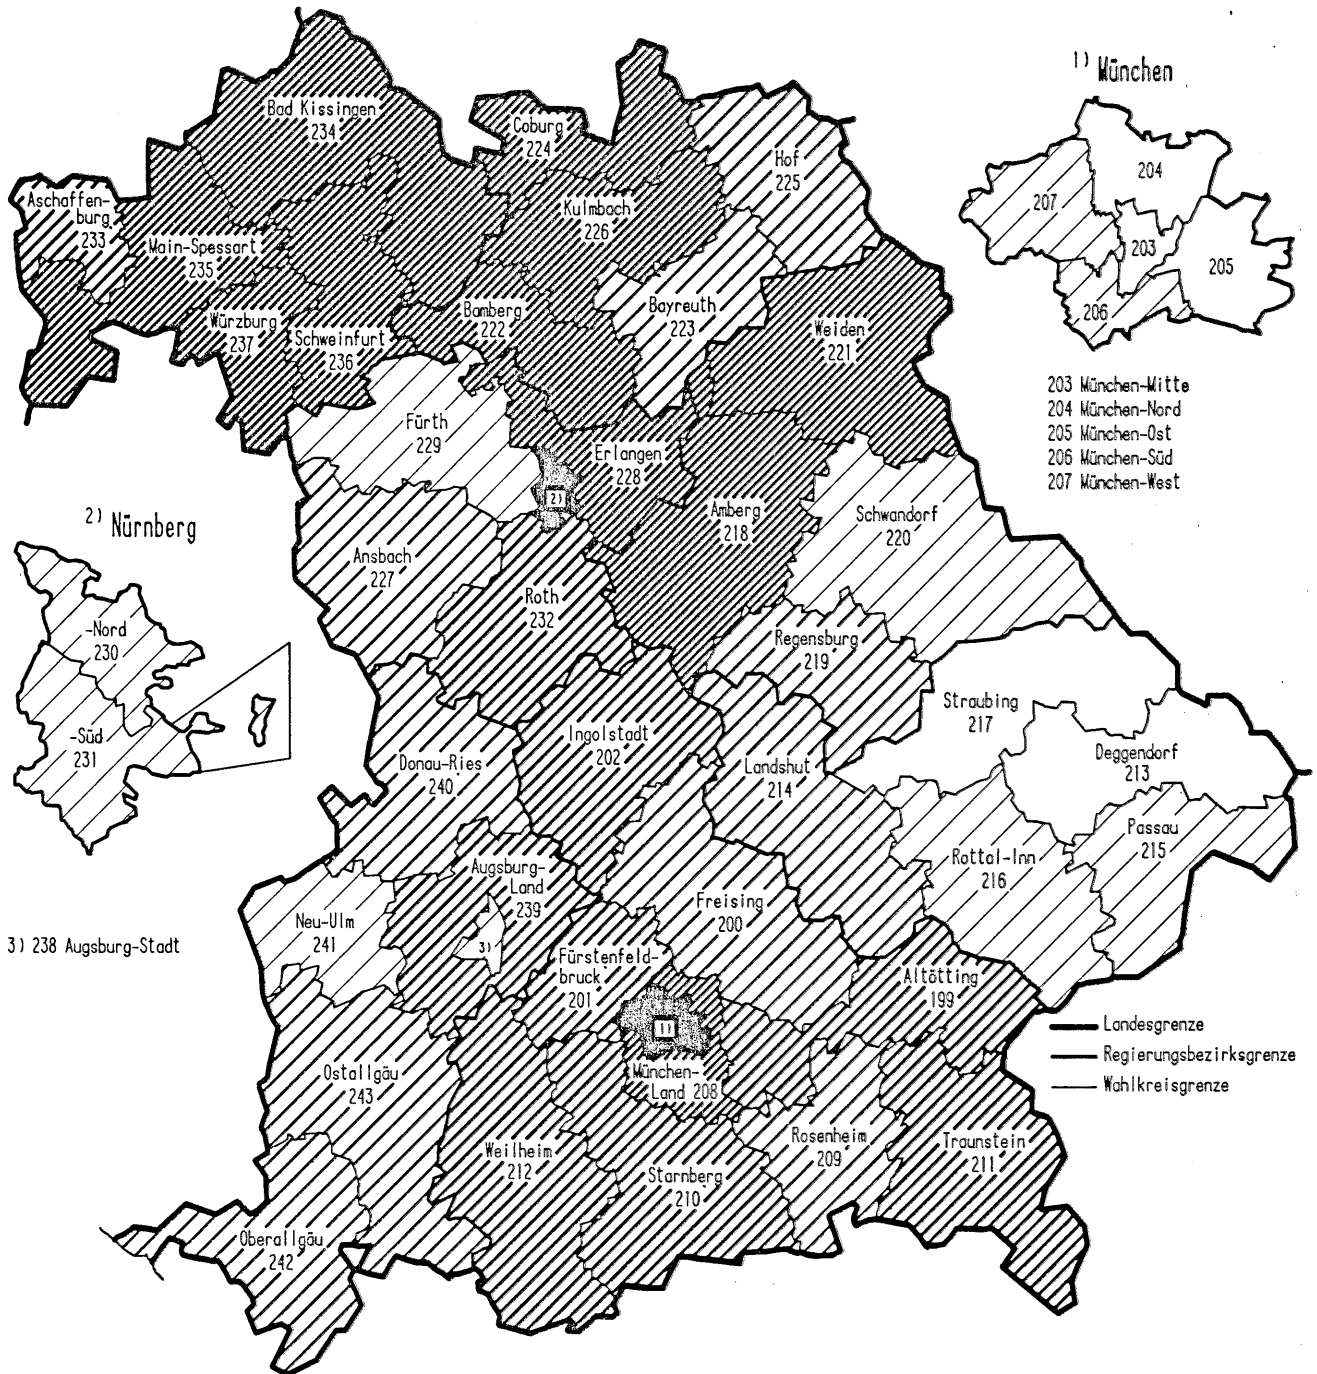 1) München
Bad Kissingen
234
Coburg
224
Hof
225
204
207
Aschaffen-
burg
233
Kulmbach
226
Main-Spessart
235
203
205
Bayreuth
223
Bamberg
222
206
Würzburg
237
Schweinfurt
236
Weiden
221
203 München-Mitte
204 München-Nord
205 München-Ost
206 München-Süd
207 München-West
Fürth
229
Erlangen
228
2)
Amberg
218
Schwandorf
220
2) Nürnberg
Ansbach
227
Roth
232
-Nord
230
Regensburg
219
Straubing
217
-Süd
231
Ingolstadt
202
Deggendorf
213
Donau-Ries
240
Landshut
214
Passau
215
Rottal-Inn
216
Augsburg-
Land
239
Freising
200
Neu-Ulm
241
3)
3) 238 Augsburg-Stadt
Fürstenfeld-
bruck
201
Altötting
199
1)
Landesgrenze
Regierungsbezirksgrenze
Wahlkreisgrenze
Ostallgäu
243
München-
Land 208
Rosenheim
209
Traunstein
211
Weilheim
212
Starnberg
210
Oberallgäu
242